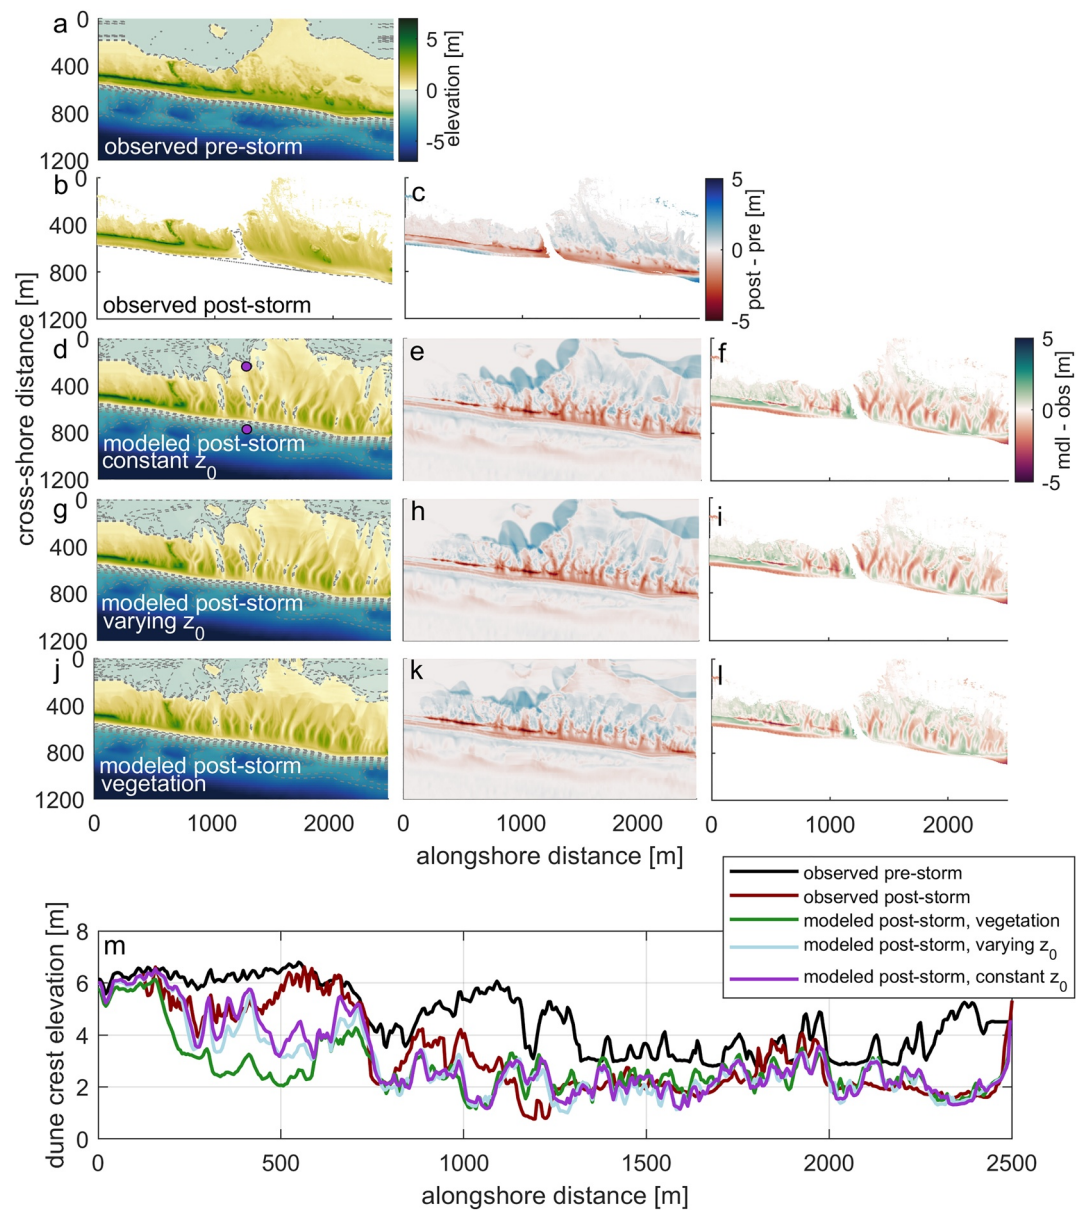 a
0
400
800
1200
observed pre-storm
5
0
-5
elevation [m]
b
0
400
800
1200
observed post-storm
c
5
0
-5
post - pre [m]
cross-shore distance [m]
d
0
400
800
1200
modeled post-storm
constant z0
e
f
5
0
-5
mdl - obs [m]
g
0
400
800
1200
modeled post-storm
varying z0
h
i
j
0
400
800
1200
modeled post-storm
vegetation
k
l
0 1000 2000
0 1000 2000
0 1000 2000
alongshore distance [m]
observed pre-storm
observed post-storm
modeled post-storm, vegetation
modeled post-storm, varying z0
modeled post-storm, constant z0
m
dune crest elevation [m]
8
6
4
2
0
0 500 1000 1500 2000 2500
alongshore distance [m]